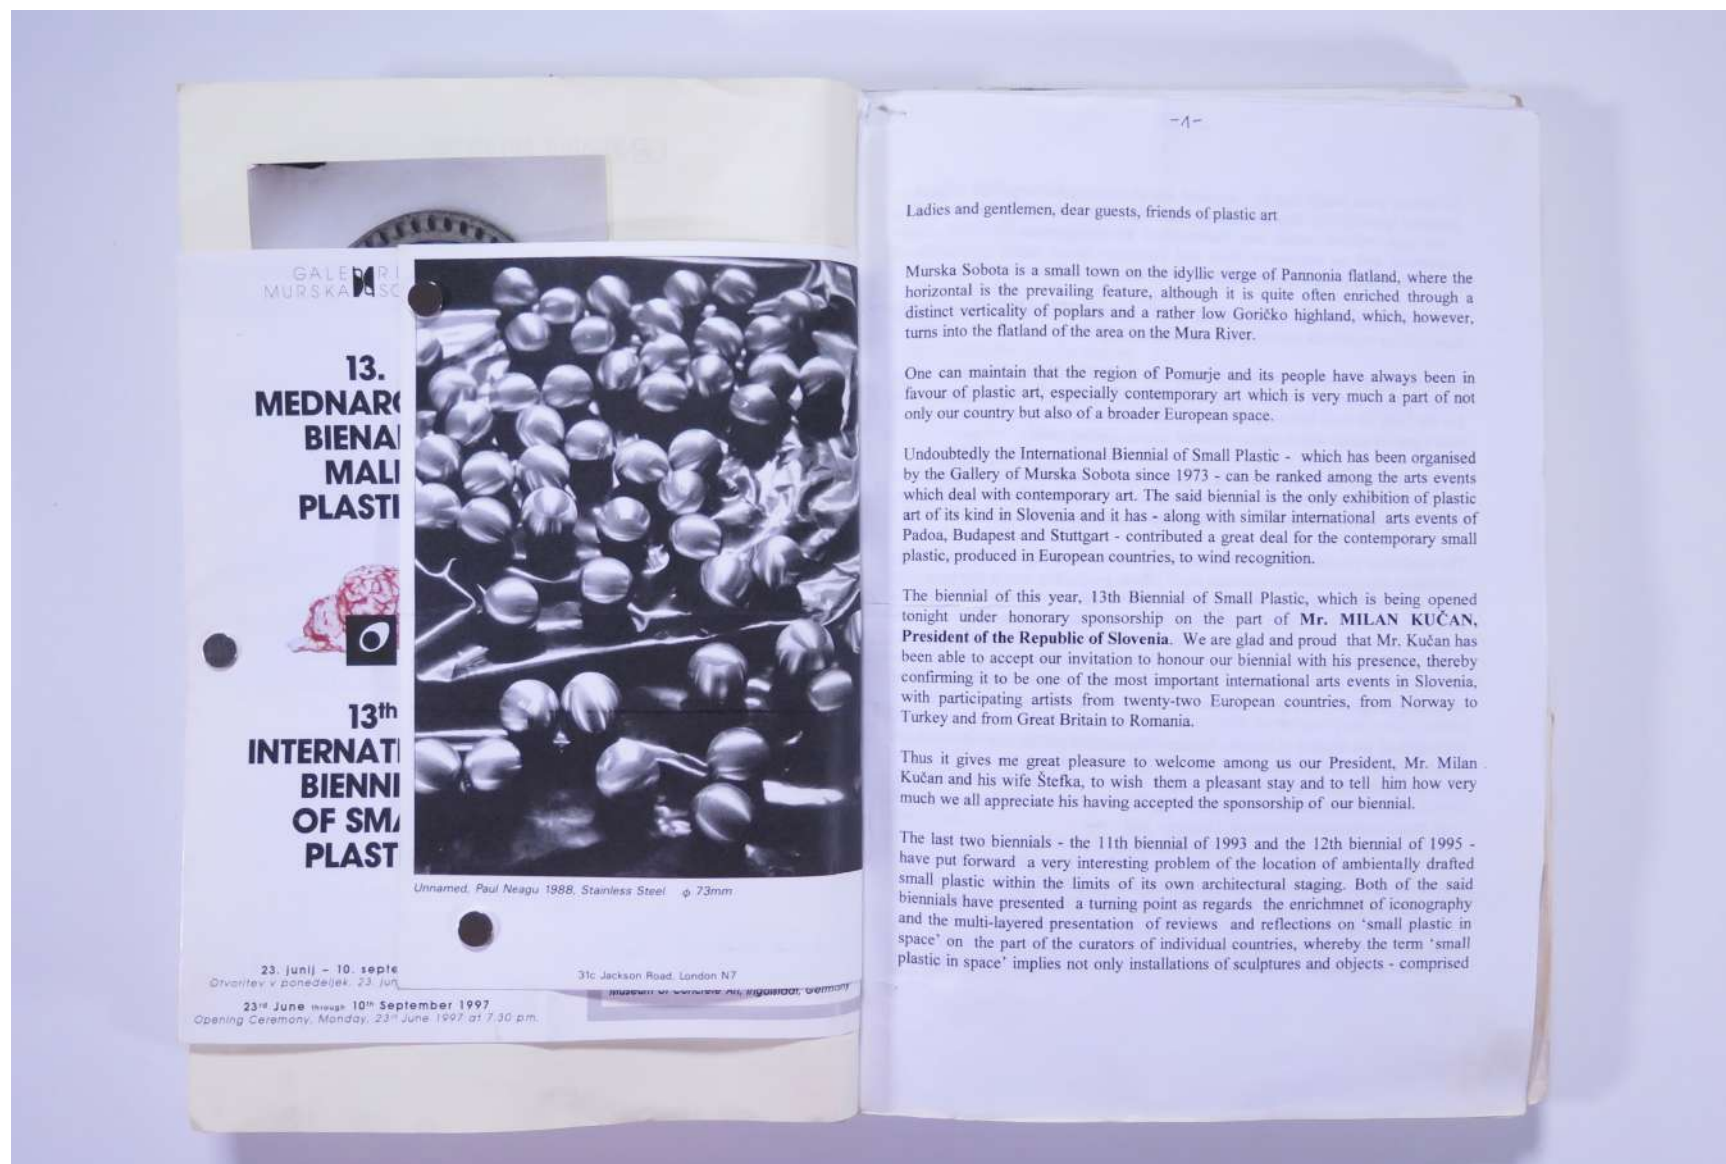 GALERI
MURSKA SO
13.
MEDNARO
BIENA
MALE
PLASTI
13th
INTERNATI
BIENNI
OF SMA
PLAST
23. junij – 10. septe
Otvoritev v ponedeljek, 23. jun
23rd June through 10th September 1997
Opening Ceremony, Monday, 23rd June 1997 at 7.30 pm.
Unnamed, Paul Neagu 1988, Stainless Steel ϕ 73mm
31c Jackson Road, London N7
Museum of Concrete Art, Ingolstadt, Germany
-1-
Ladies and gentlemen, dear guests, friends of plastic art
Murska Sobota is a small town on the idyllic verge of Pannonia flatland, where the
horizontal is the prevailing feature, although it is quite often enriched through a
distinct verticality of poplars and a rather low Goričko highland, which, however,
turns into the flatland of the area on the Mura River.
One can maintain that the region of Pomurje and its people have always been in
favour of plastic art, especially contemporary art which is very much a part of not
only our country but also of a broader European space.
Undoubtedly the International Biennial of Small Plastic - which has been organised
by the Gallery of Murska Sobota since 1973 - can be ranked among the arts events
which deal with contemporary art. The said biennial is the only exhibition of plastic
art of its kind in Slovenia and it has - along with similar international arts events of
Padoa, Budapest and Stuttgart - contributed a great deal for the contemporary small
plastic, produced in European countries, to wind recognition.
The biennial of this year, 13th Biennial of Small Plastic, which is being opened
tonight under honorary sponsorship on the part of Mr. MILAN KUČAN,
President of the Republic of Slovenia. We are glad and proud that Mr. Kučan has
been able to accept our invitation to honour our biennial with his presence, thereby
confirming it to be one of the most important international arts events in Slovenia,
with participating artists from twenty-two European countries, from Norway to
Turkey and from Great Britain to Romania.
Thus it gives me great pleasure to welcome among us our President, Mr. Milan
Kučan and his wife Štefka, to wish them a pleasant stay and to tell him how very
much we all appreciate his having accepted the sponsorship of our biennial.
The last two biennials - the 11th biennial of 1993 and the 12th biennial of 1995 -
have put forward a very interesting problem of the location of ambientally drafted
small plastic within the limits of its own architectural staging. Both of the said
biennials have presented a turning point as regards the enrichmnet of iconography
and the multi-layered presentation of reviews and reflections on ‘small plastic in
space’ on the part of the curators of individual countries, whereby the term ‘small
plastic in space’ implies not only installations of sculptures and objects - comprised